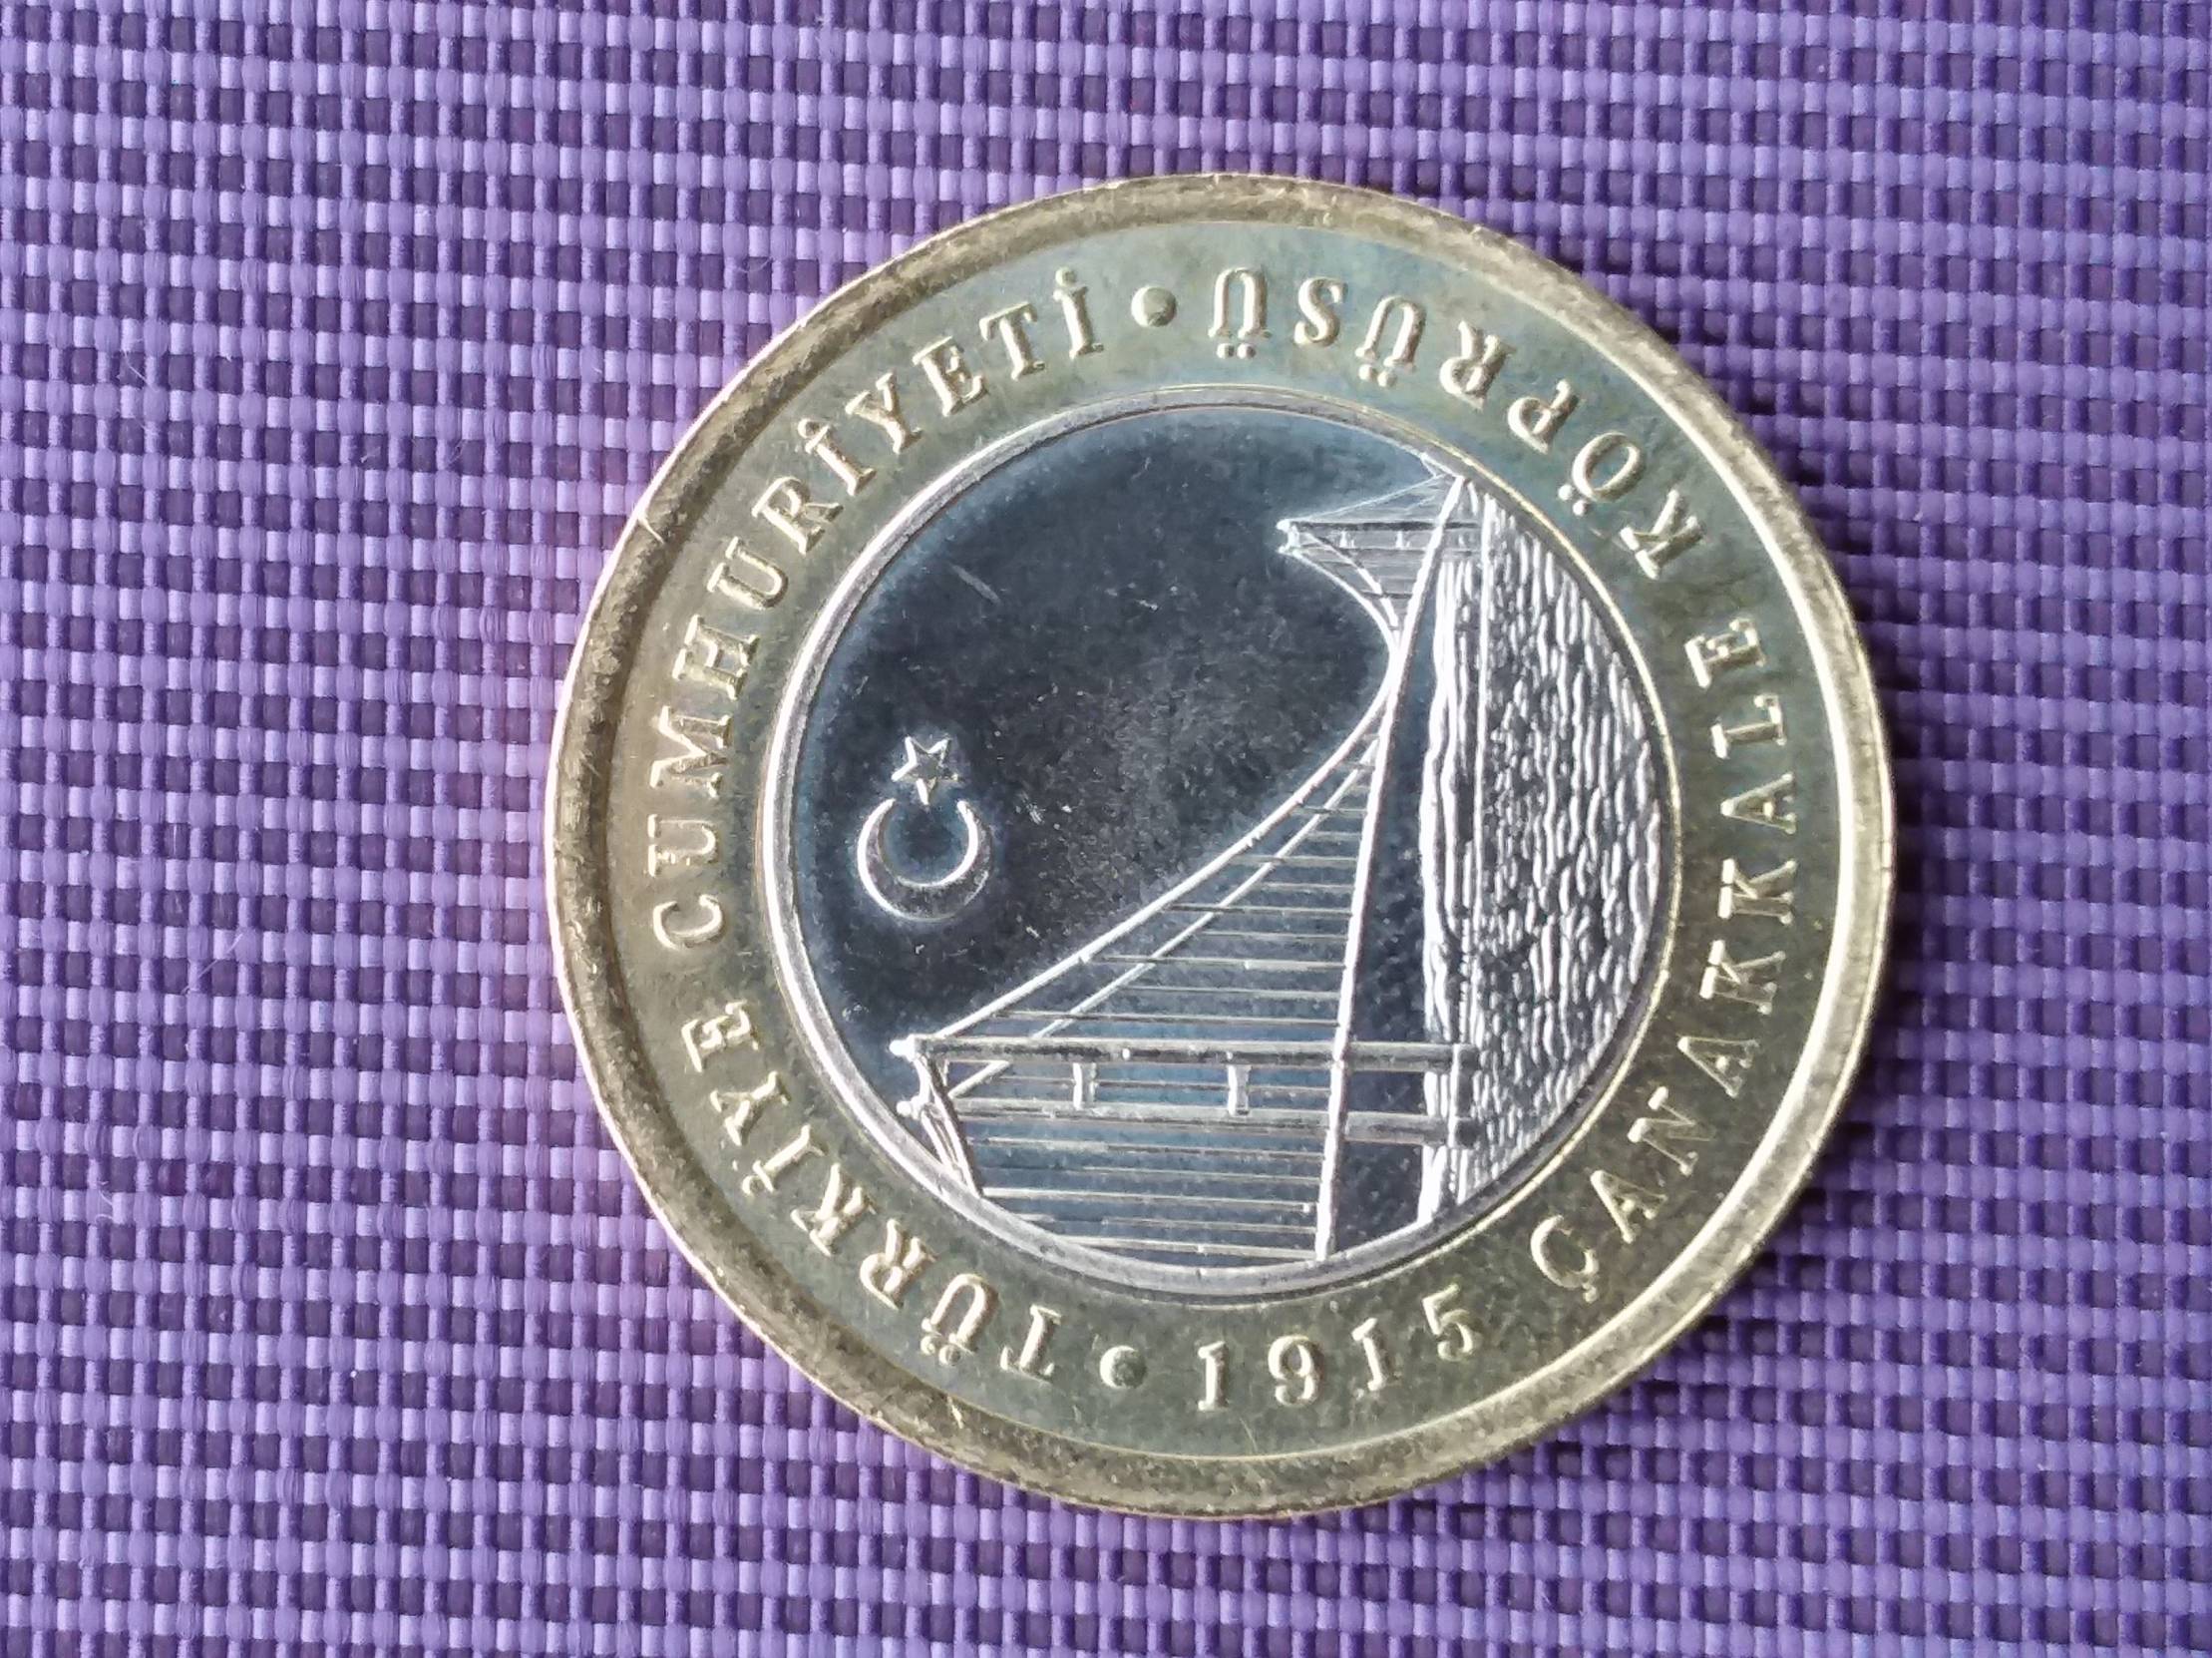 TÜRKİYE CUMHURİYETİ
1915 ÇANAKKALE KÖPRÜSÜ